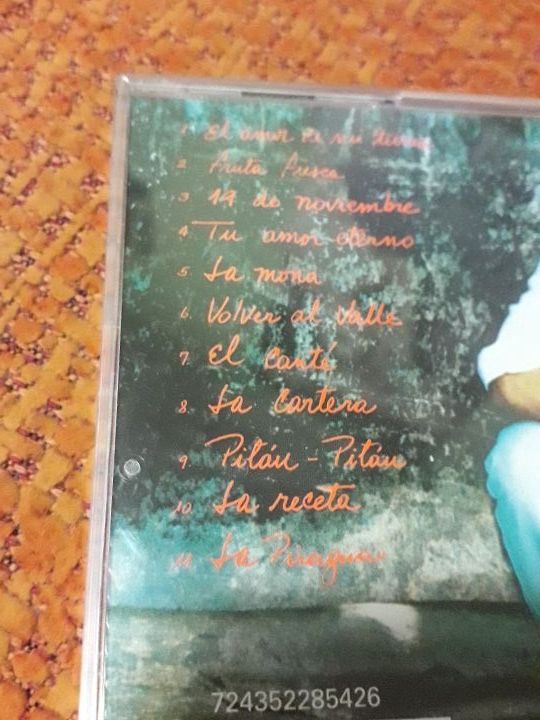 1 El amor de mi tierra
2 Fruta Fresca
3 19 de noviembre
4 Tu amor eterno
5 La mona
6 Volver al Valle
7 El Canté
8 La Cartera
9 Pitán - Pitán
10 La receta
11 La Piragua
724352285426